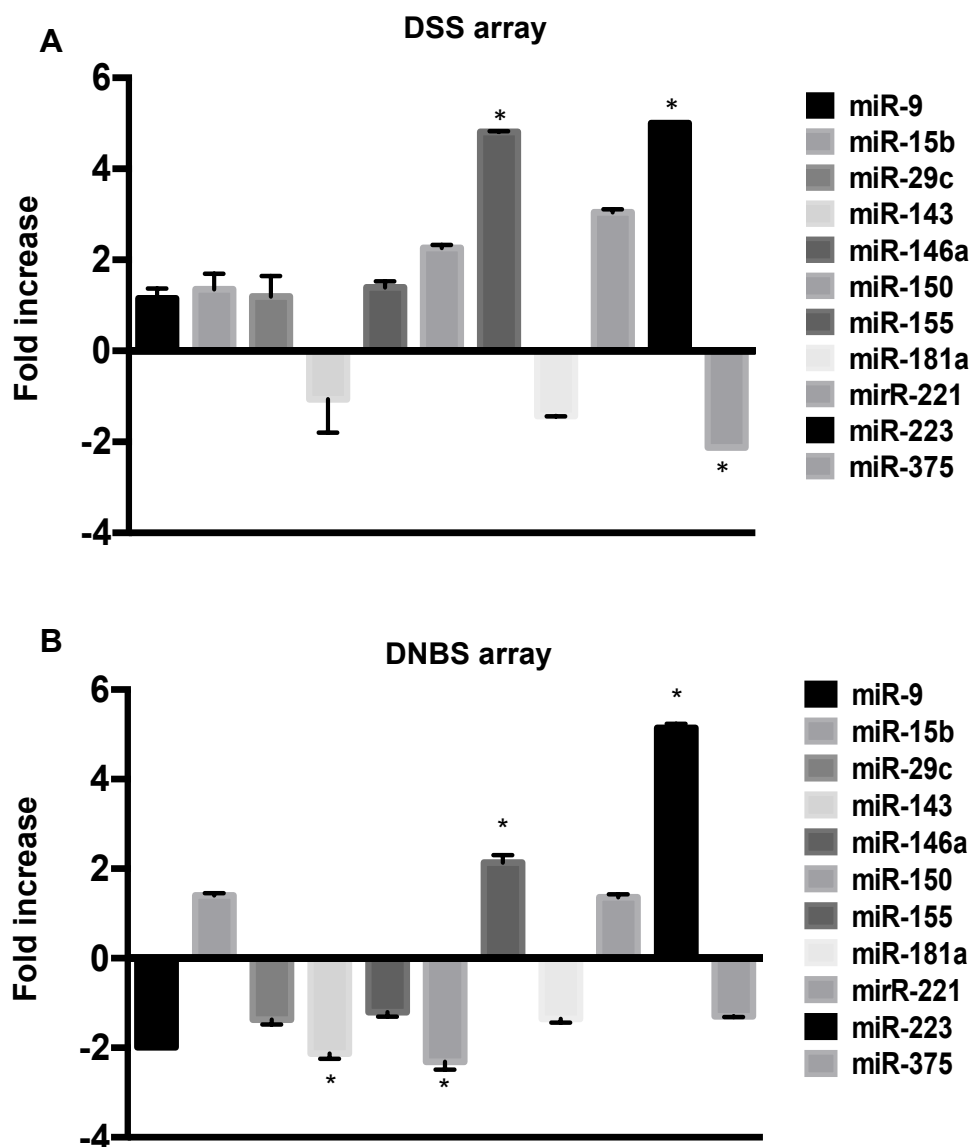 A
DSS array
6
4
2
0
-2
-4
Fold increase
*
*
*
miR-9
miR-15b
miR-29c
miR-143
miR-146a
miR-150
miR-155
miR-181a
mirR-221
miR-223
miR-375
B
DNBS array
6
4
2
0
-2
-4
Fold increase
*
*
*
*
miR-9
miR-15b
miR-29c
miR-143
miR-146a
miR-150
miR-155
miR-181a
mirR-221
miR-223
miR-375